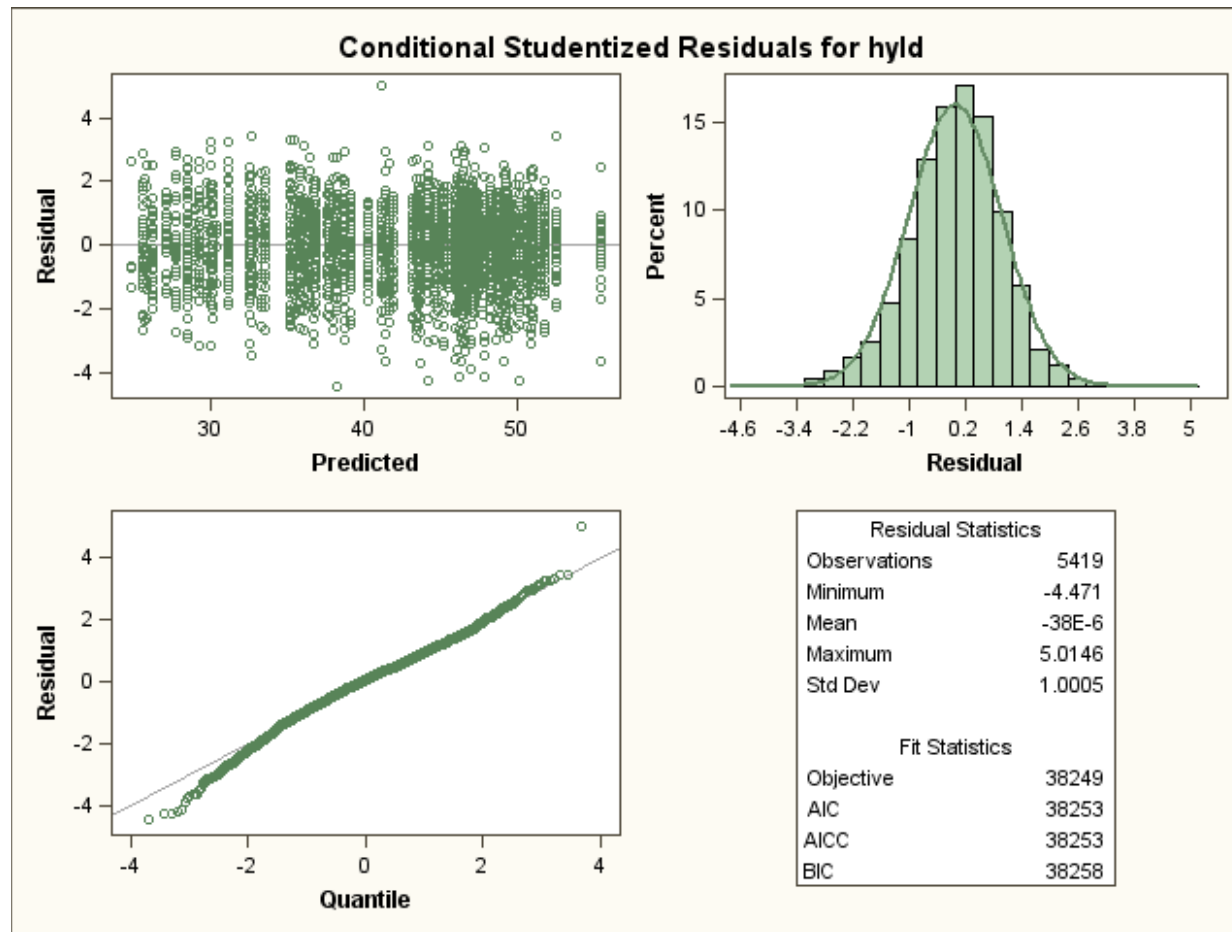 Conditional Studentized Residuals for hyld
4
2
0
-2
-4
Residual
30 40 50
Predicted
15
10
5
0
Percent
-4.6 -3.4 -2.2 -1 0.2 1.4 2.6 3.8 5
Residual
4
2
0
-2
-4
Residual
-4 -2 0 2 4
Quantile
Residual Statistics
Observations 5419
Minimum -4.471
Mean -38E-6
Maximum 5.0146
Std Dev 1.0005
Fit Statistics
Objective 38249
AIC 38253
AICC 38253
BIC 38258